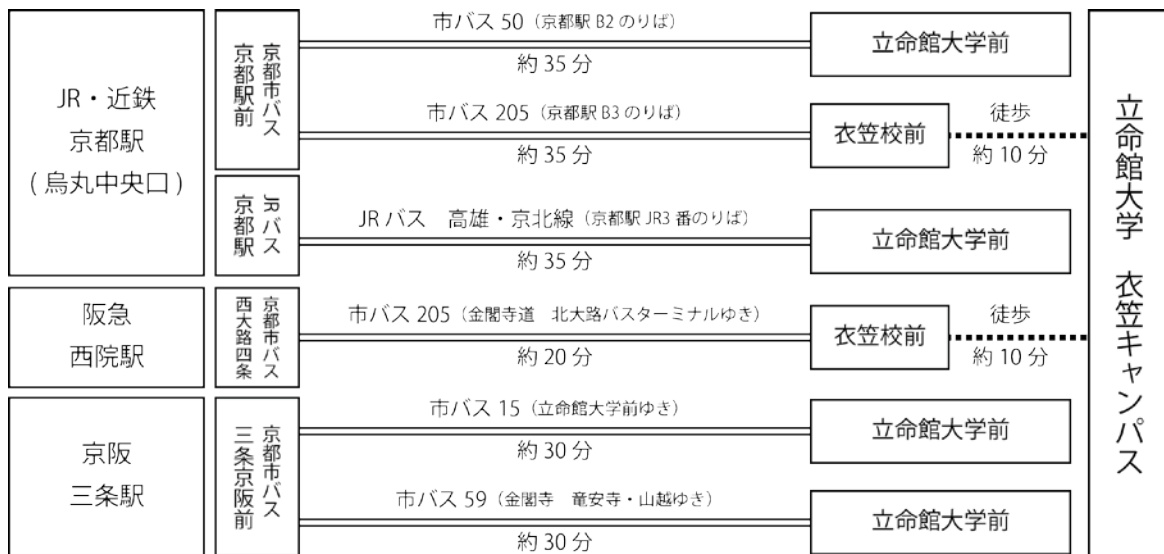 JR・近鉄
京都駅
( 烏丸中央口 )
京都市バス
京都駅前
市バス 50 (京都駅 B2 のりば)
約 35 分
立命館大学前
市バス 205 (京都駅 B3 のりば)
約 35 分
衣笠校前
徒歩
約 10 分
JR バス
京都駅
JR バス　高雄・京北線 (京都駅 JR3 番のりば)
約 35 分
立命館大学前
阪急
西院駅
京都市バス
西大路四条
市バス 205 (金閣寺道　北大路バスターミナルゆき)
約 20 分
衣笠校前
徒歩
約 10 分
京阪
三条駅
京都市バス
三条京阪前
市バス 15 (立命館大学前ゆき)
約 30 分
立命館大学前
市バス 59 (金閣寺　竜安寺・山越ゆき)
約 30 分
立命館大学前
立命館大学　衣笠キャンパス